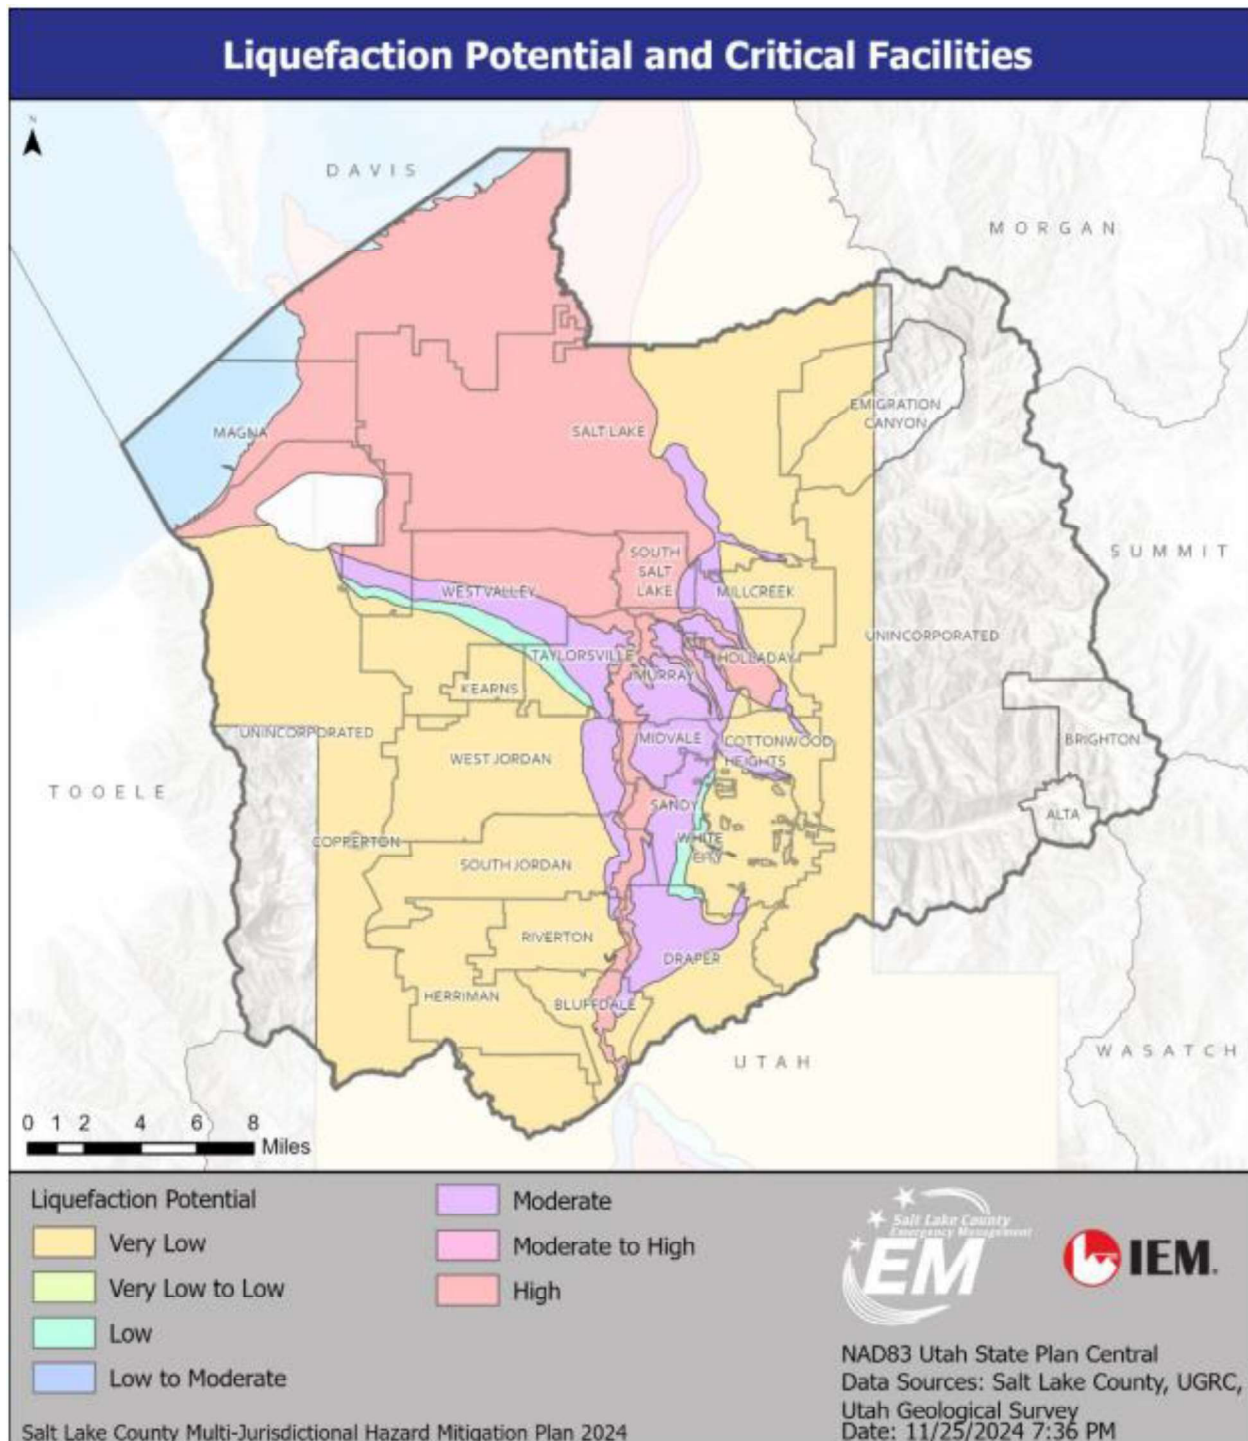 Liquefaction Potential and Critical Facilities
N
DAVIS
MORGAN
EMIGRATION
CANYON
MAGNA
SALT LAKE
SUMMIT
SOUTH
SALT
LAKE
WEST VALLEY
MILLCREEK
UNINCORPORATED
TAYLORSVILLE
HOLLADAY
MURRAY
KEARNS
UNINCORPORATED
MIDVALE
COTTONWOOD
HEIGHTS
BRIGHTON
WEST JORDAN
TOOELE
SANDY
ALTA
COPPERTON
WHITE
CITY
SOUTH JORDAN
RIVERTON
DRAPER
HERRIMAN
BLUFFDALE
UTAH
WASATCH
0 1 2 4 6 8
Miles
Liquefaction Potential
Very Low
Very Low to Low
Low
Low to Moderate
Moderate
Moderate to High
High
Salt Lake County
Emergency Management
EM
IEM.
NAD83 Utah State Plan Central
Data Sources: Salt Lake County, UGRC,
Utah Geological Survey
Date: 11/25/2024 7:36 PM
Salt Lake County Multi-Jurisdictional Hazard Mitigation Plan 2024